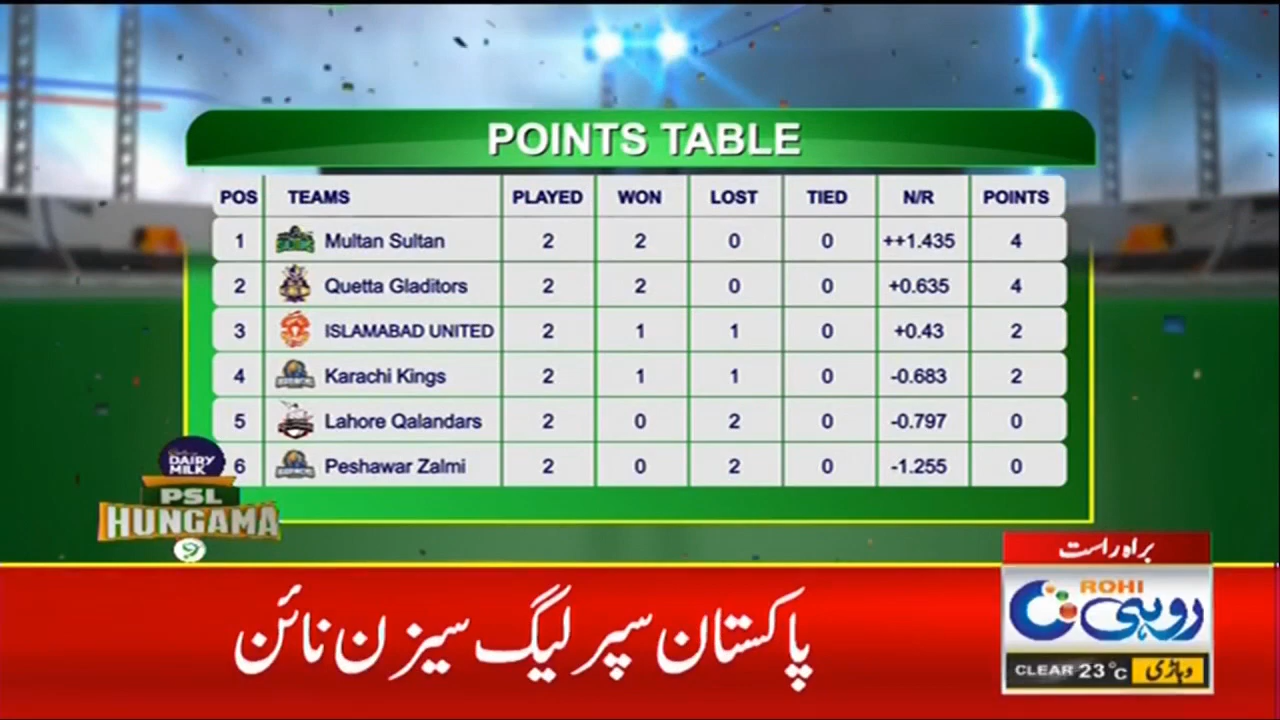 POINTS TABLE
POS TEAMS PLAYED WON LOST TIED N/R POINTS
1 Multan Sultan 2 2 0 0 ++1.435 4
2 Quetta Gladitors 2 2 0 0 +0.635 4
3 ISLAMABAD UNITED 2 1 1 0 +0.43 2
4 Karachi Kings 2 1 1 0 -0.683 2
5 Lahore Qalandars 2 0 2 0 -0.797 0
6 Peshawar Zalmi 2 0 2 0 -1.255 0
DAIRY
MILK
PSL
HUNGAMA
براہ راست
ROHI
روہی
CLEAR 23°C وہاڑی
پاکستان سپر لیگ سیزن نائن